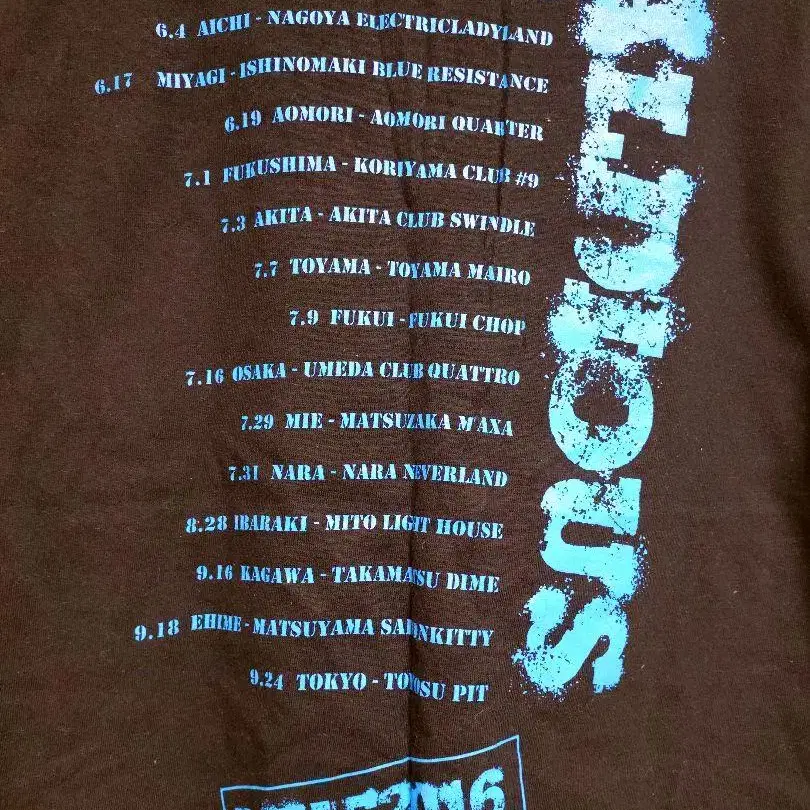 6.4 AICHI - NAGOYA ELECTRICLADYLAND
6.17 MIYAGI - ISHINOMAKI BLUE RESISTANCE
6.19 AOMORI - AOMORI QUARTER
7.1 FUKUSHIMA - KORIYAMA CLUB #9
7.3 AKITA - AKITA CLUB SWINDLE
7.7 TOYAMA - TOYAMA MAIRO
7.9 FUKUI - FUKUI CHOP
7.16 OSAKA - UMEDA CLUB QUATTRO
7.29 MIE - MATSUZAKA M'AXA
7.31 NARA - NARA NEVERLAND
8.28 IBARAKI - MITO LIGHT HOUSE
9.16 KAGAWA - TAKAMATSU DIME
9.18 EHIME - MATSUYAMA SALONKITTY
9.24 TOKYO - TOYOSU PIT